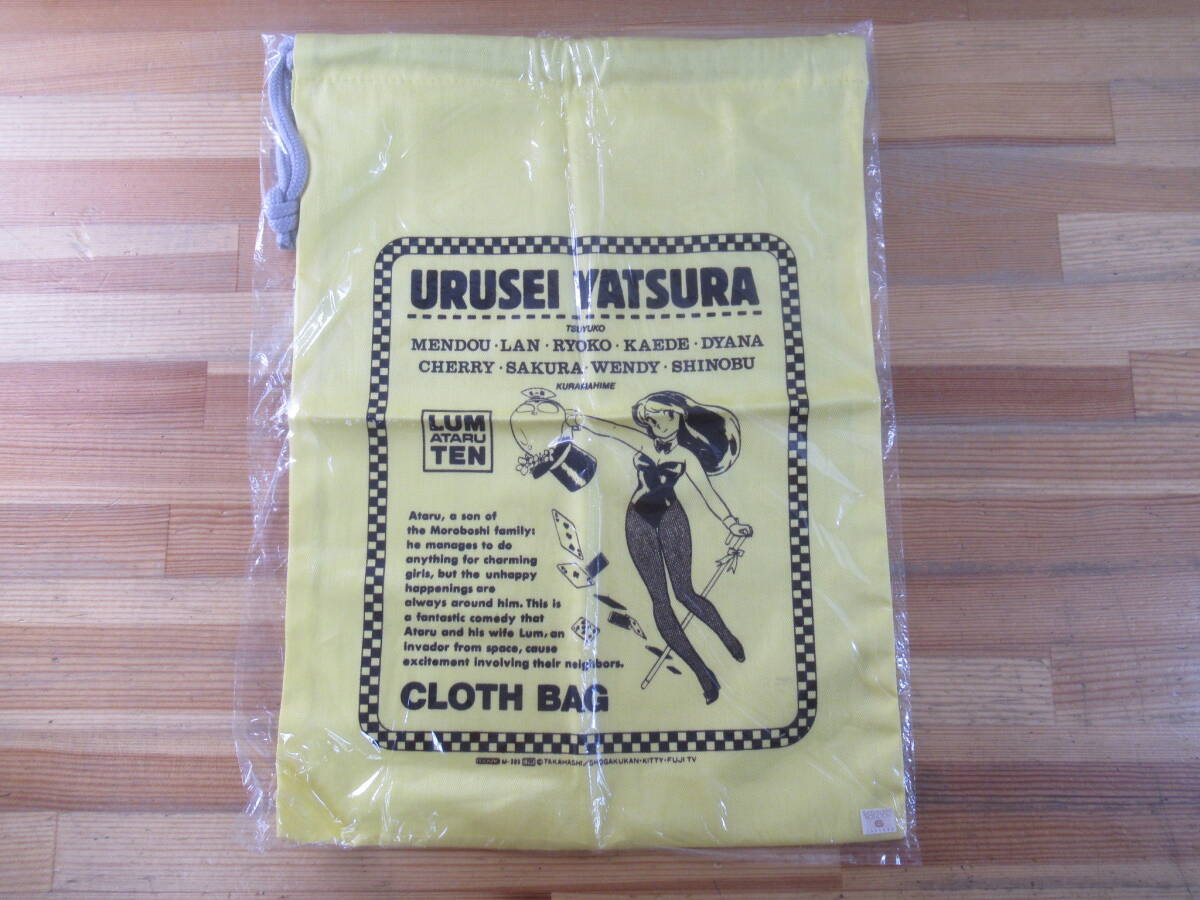 URUSEI YATSURA
TSUYUKO
MENDOU · LAN · RYOKO · KAEDE · DYANA
CHERRY · SAKURA · WENDY · SHINOBU
KURAMAHIME
LUM
ATARU
TEN
Ataru, a son of
the Moroboshi family:
he manages to do
anything for charming
girls, but the unhappy
happenings are
always around him. This is
a fantastic comedy that
Ataru and his wife Lum, an
invador from space, cause
excitement involving their neighbors.
CLOTH BAG
© TAKAHASHI/SHOGAKUKAN·KITTY·FUJI TV